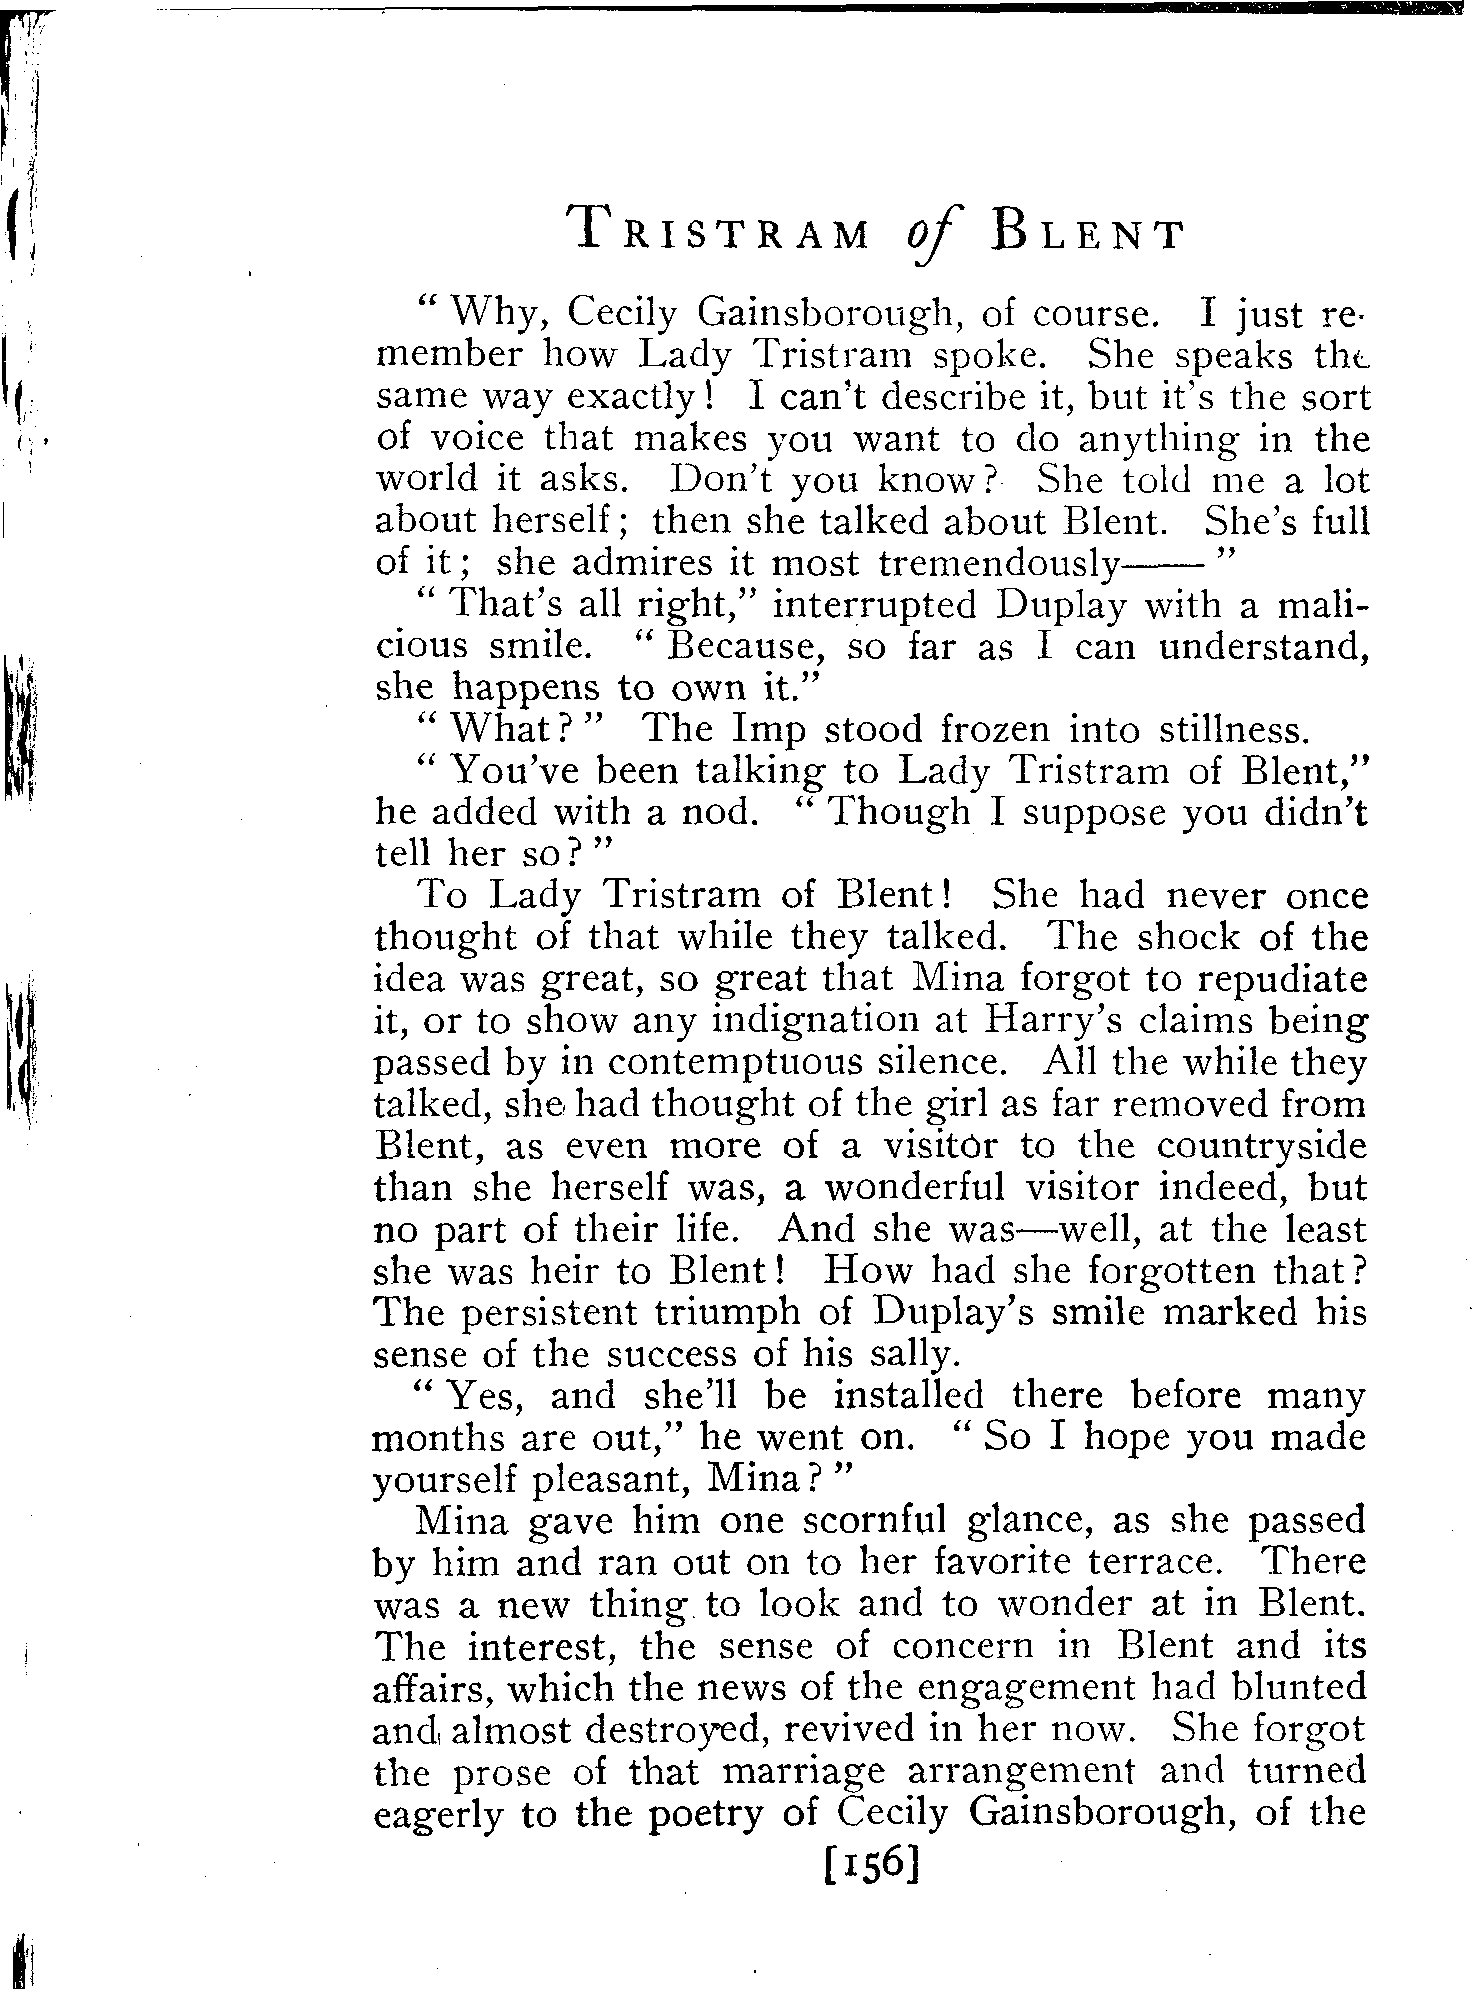 TRISTRAM of BLENT
“ Why, Cecily Gainsborough, of course. I just re-
member how Lady Tristram spoke. She speaks the
same way exactly! I can't describe it, but it's the sort
of voice that makes you want to do anything in the
world it asks. Don't you know? She told me a lot
about herself; then she talked about Blent. She's full
of it; she admires it most tremendously—— ”
“ That's all right,” interrupted Duplay with a mali-
cious smile. “ Because, so far as I can understand,
she happens to own it.”
“ What? ” The Imp stood frozen into stillness.
“ You've been talking to Lady Tristram of Blent,”
he added with a nod. “ Though I suppose you didn't
tell her so? ”
To Lady Tristram of Blent! She had never once
thought of that while they talked. The shock of the
idea was great, so great that Mina forgot to repudiate
it, or to show any indignation at Harry's claims being
passed by in contemptuous silence. All the while they
talked, she had thought of the girl as far removed from
Blent, as even more of a visitor to the countryside
than she herself was, a wonderful visitor indeed, but
no part of their life. And she was—well, at the least
she was heir to Blent! How had she forgotten that?
The persistent triumph of Duplay's smile marked his
sense of the success of his sally.
“ Yes, and she'll be installed there before many
months are out,” he went on. “ So I hope you made
yourself pleasant, Mina? ”
Mina gave him one scornful glance, as she passed
by him and ran out on to her favorite terrace. There
was a new thing to look and to wonder at in Blent.
The interest, the sense of concern in Blent and its
affairs, which the news of the engagement had blunted
and almost destroyed, revived in her now. She forgot
the prose of that marriage arrangement and turned
eagerly to the poetry of Cecily Gainsborough, of the
[156]